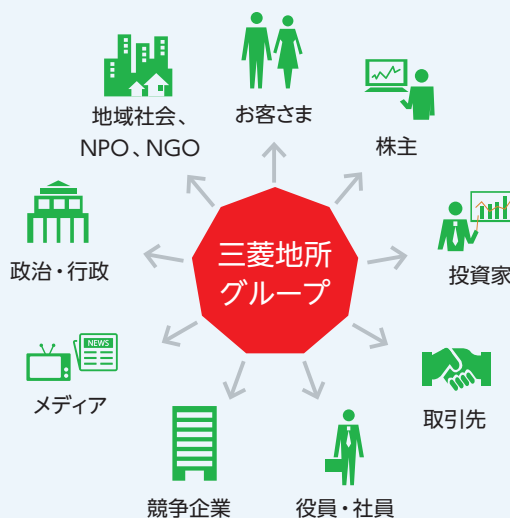 お客さま
地域社会、
NPO、NGO
株主
三菱地所
グループ
投資家
政治・行政
NEWS
メディア
取引先
競争企業
役員・社員